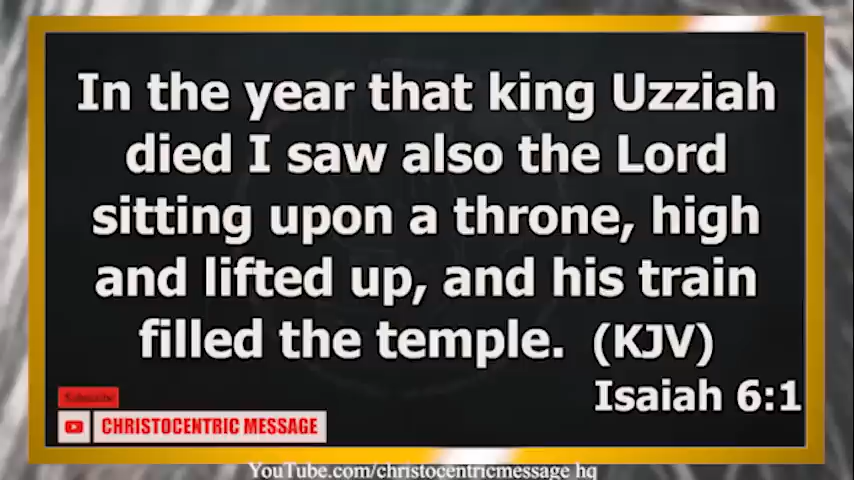 In the year that king Uzziah
died I saw also the Lord
sitting upon a throne, high
and lifted up, and his train
filled the temple. (KJV)
Isaiah 6:1
Subscribe
CHRISTOCENTRIC MESSAGE
YouTube.com/christocentricmessage hq